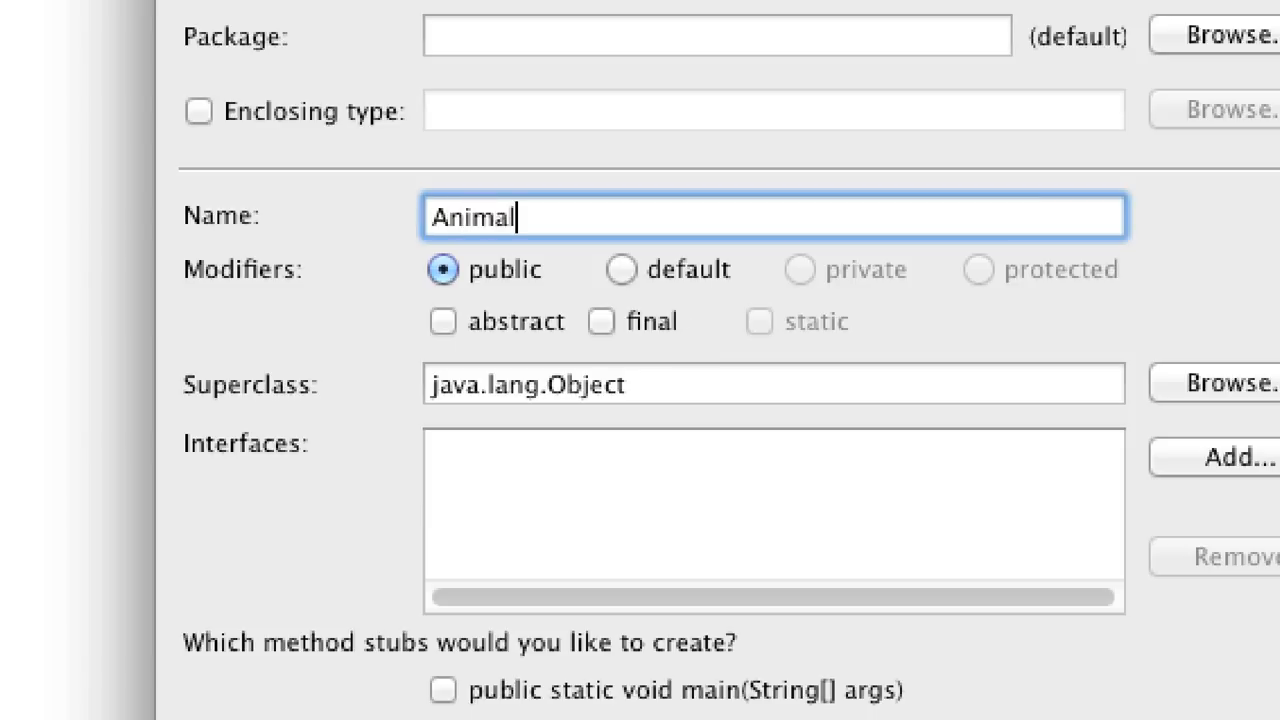 Package: (default) Browse.
Enclosing type: Browse.
Name: Animal
Modifiers: public default private protected
abstract final static
Superclass: java.lang.Object Browse.
Interfaces:
Add...
Remove
Which method stubs would you like to create?
public static void main(String[] args)